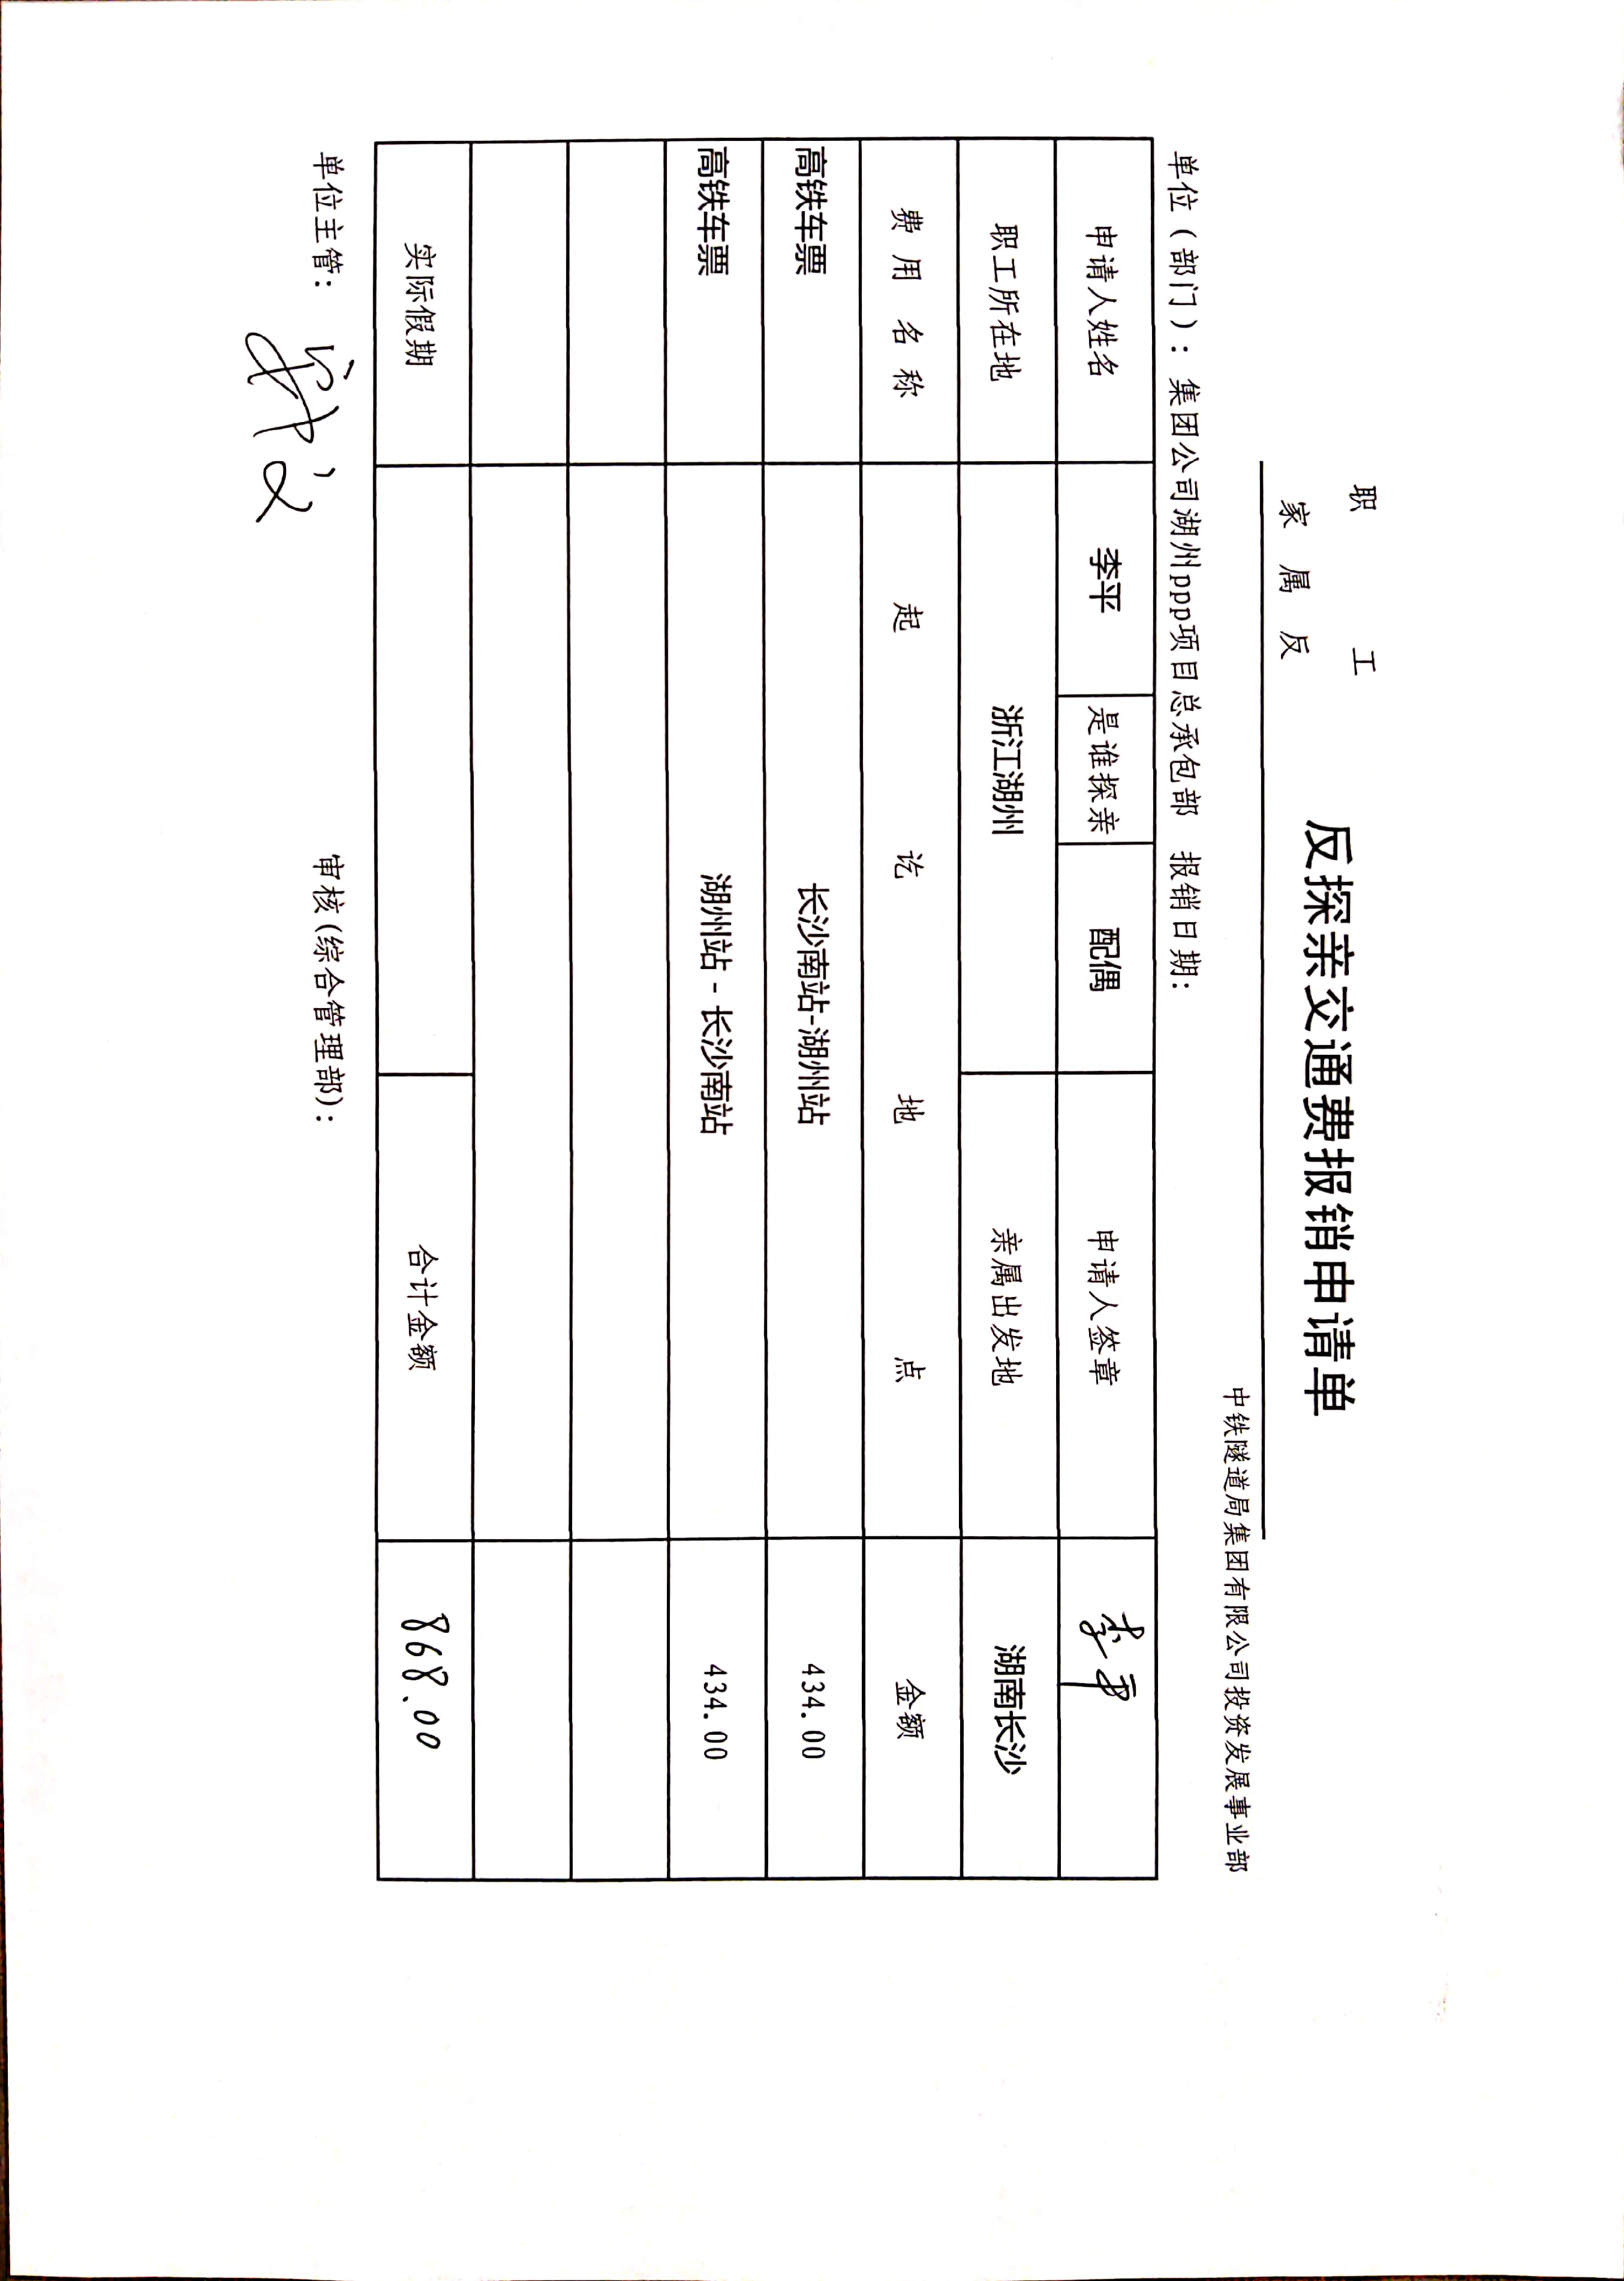 职 工
反探亲交通费报销申请单
家 属 反
中铁隧道局集团有限公司投资发展事业部
单位(部门): 集团公司湖州ppp项目总承包部 报销日期:
申请人姓名 李平 是谁探亲 配偶 申请人签章 李平
职工所在地 浙江湖州 亲属出发地 湖南长沙
费用名称 起讫地点 金额
高铁车票 长沙南站-湖州站 434.00
高铁车票 湖州站 - 长沙南站 434.00
实际假期 合计金额 868.00
单位主管: 审核(综合管理部):